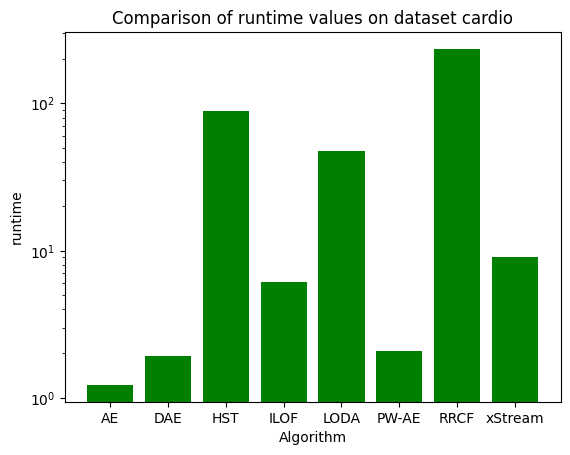 Comparison of runtime values on dataset cardio
runtime
10²
10¹
10⁰
AE DAE HST ILOF LODA PW-AE RRCF xStream
Algorithm